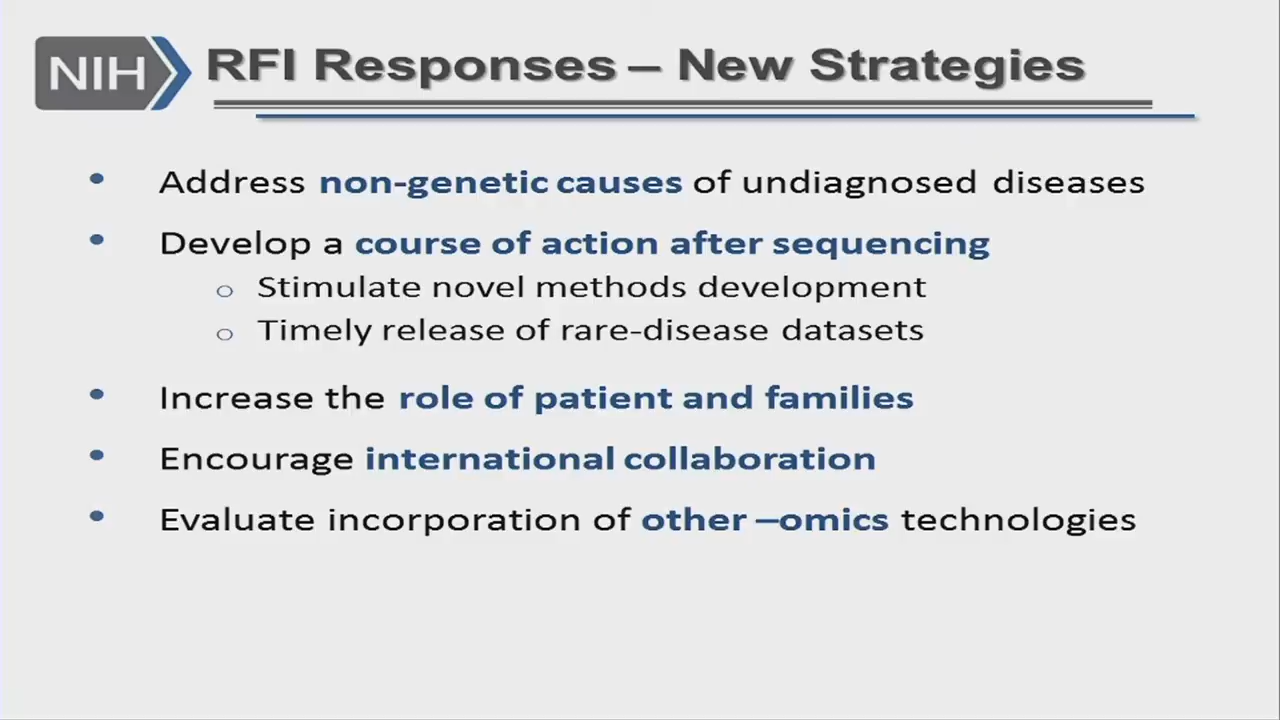 NIH
RFI Responses – New Strategies
• Address non-genetic causes of undiagnosed diseases
• Develop a course of action after sequencing
o Stimulate novel methods development
o Timely release of rare-disease datasets
• Increase the role of patient and families
• Encourage international collaboration
• Evaluate incorporation of other –omics technologies